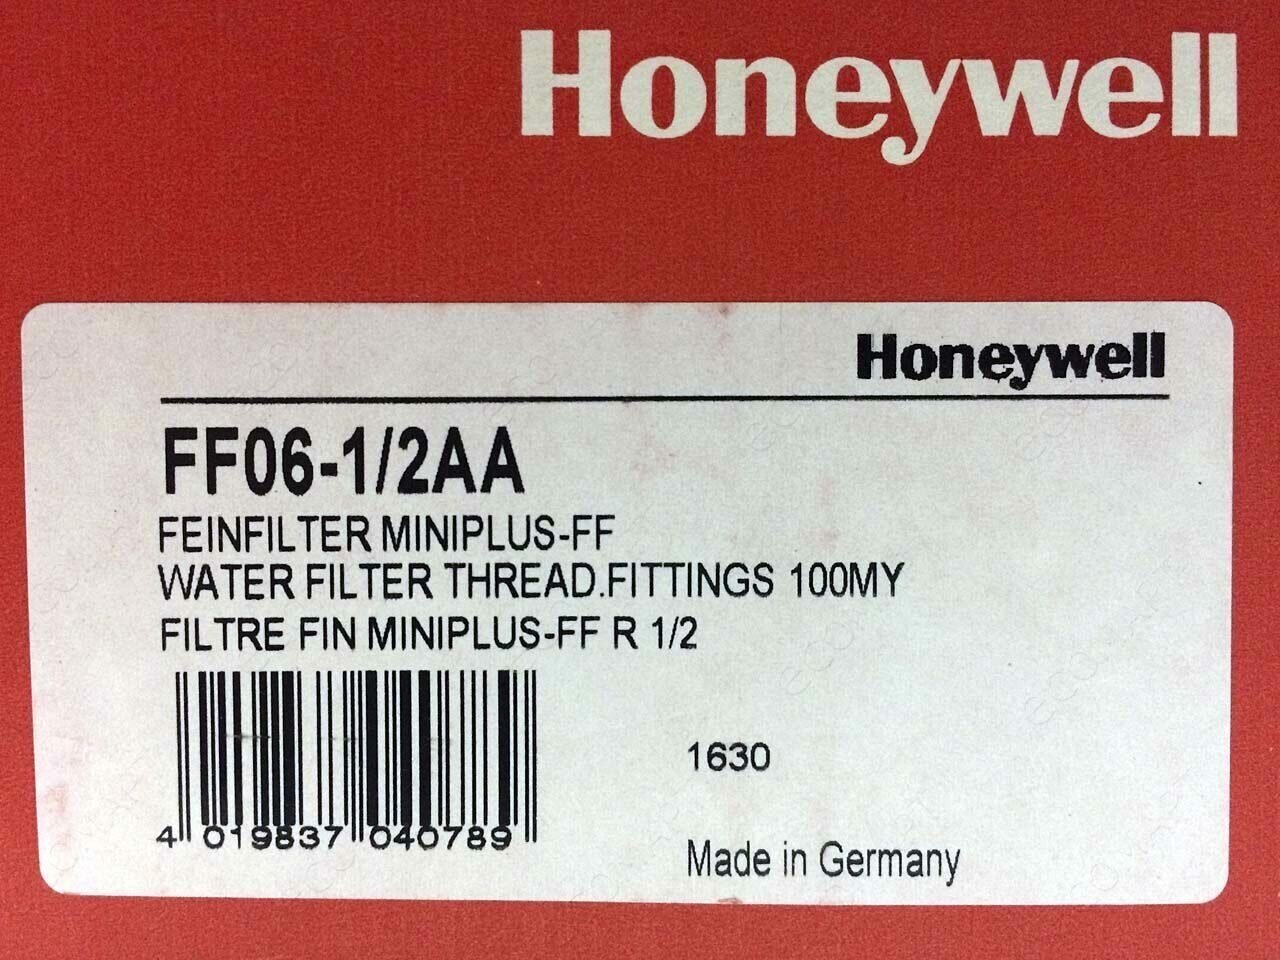 Honeywell
Honeywell
FF06-1/2AA
FEINFILTER MINIPLUS-FF
WATER FILTER THREAD.FITTINGS 100MY
FILTRE FIN MINIPLUS-FF R 1/2
1630
4 019837 040789
Made in Germany